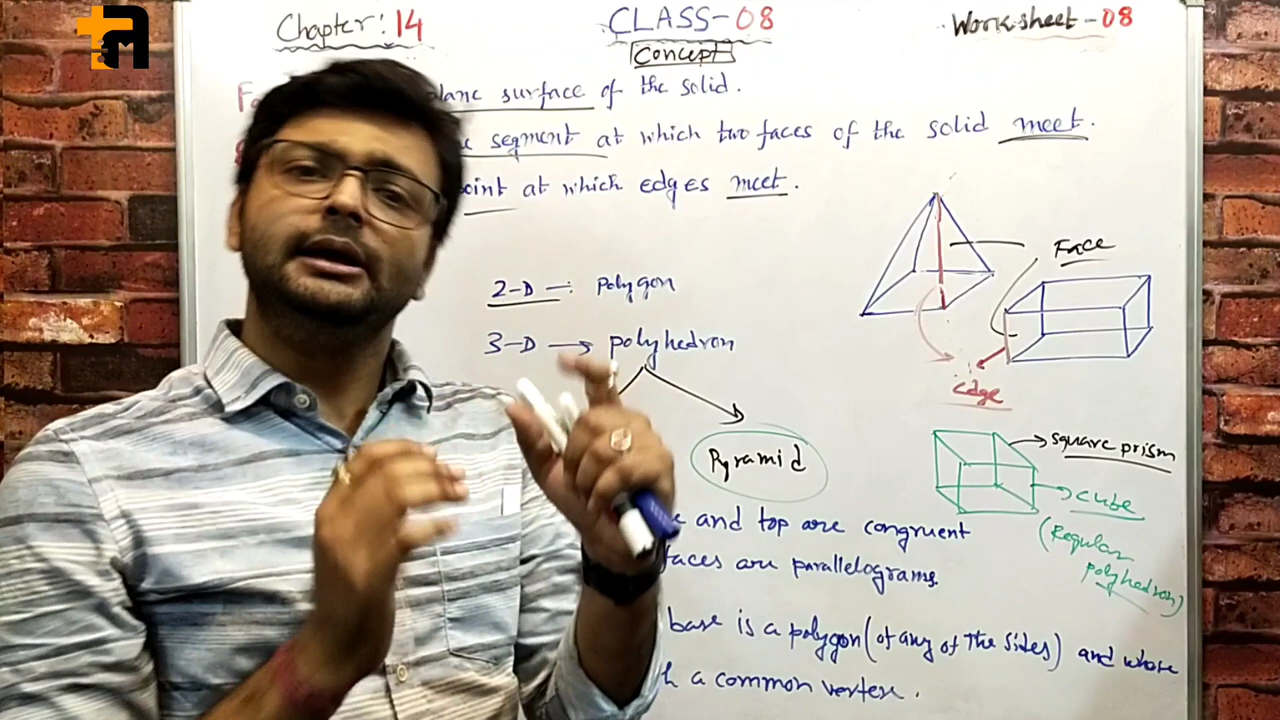 Chapter: 14
CLASS-08
Worksheet-08
Concept
plane surface of the solid.
segment at which two faces of the solid meet.
at which edges meet.
2-D → polygon
3-D → polyhedron
Face
Edge
Pyramid
square prism
cube
(Regular
polyhedron)
and top are congruent
faces are parallelograms.
base is a polygon (of any of the sides) and whose
a common vertex.